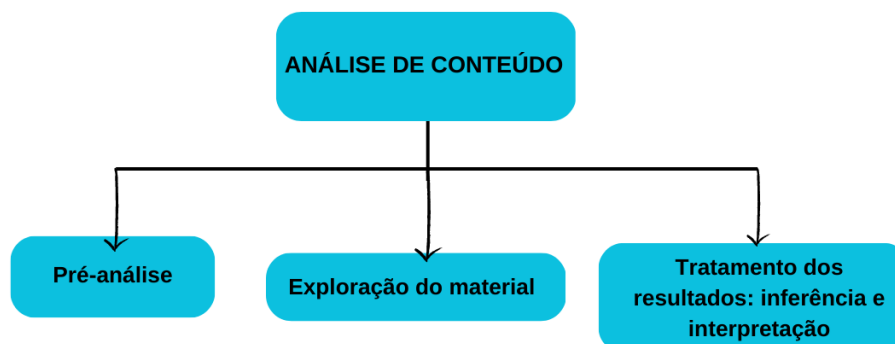 ANÁLISE DE CONTEÚDO
Pré-análise
Exploração do material
Tratamento dos
resultados: inferência e
interpretação